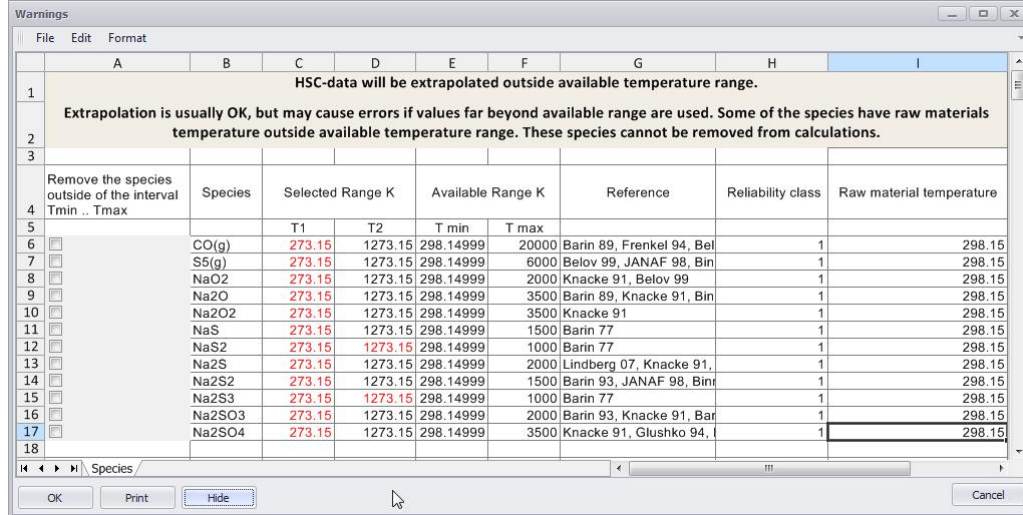 Warnings
File Edit Format
A B C D E F G H I
1 HSC-data will be extrapolated outside available temperature range.
Extrapolation is usually OK, but may cause errors if values far beyond available range are used. Some of the species have raw materials
2 temperature outside available temperature range. These species cannot be removed from calculations.
3
Remove the species
outside of the interval Species Selected Range K Available Range K Reference Reliability class Raw material temperature
4 Tmin .. Tmax
5 T1 T2 T min T max
6 CO(g) 273.15 1273.15 298.14999 20000 Barin 89, Frenkel 94, Bel 1 298.15
7 S5(g) 273.15 1273.15 298.14999 6000 Belov 99, JANAF 98, Bin 1 298.15
8 NaO2 273.15 1273.15 298.14999 2000 Knacke 91, Belov 99 1 298.15
9 Na2O 273.15 1273.15 298.14999 3500 Barin 89, Knacke 91, Bin 1 298.15
10 Na2O2 273.15 1273.15 298.14999 3500 Knacke 91 1 298.15
11 NaS 273.15 1273.15 298.14999 1500 Barin 77 1 298.15
12 NaS2 273.15 1273.15 298.14999 1000 Barin 77 1 298.15
13 Na2S 273.15 1273.15 298.14999 2000 Lindberg 07, Knacke 91, 1 298.15
14 Na2S2 273.15 1273.15 298.14999 1500 Barin 93, JANAF 98, Bin 1 298.15
15 Na2S3 273.15 1273.15 298.14999 1000 Barin 77 1 298.15
16 Na2SO3 273.15 1273.15 298.14999 2000 Barin 93, Knacke 91, Bar 1 298.15
17 Na2SO4 273.15 1273.15 298.14999 3500 Knacke 91, Glushko 94, 1 298.15
18
Species
OK Print Hide Cancel